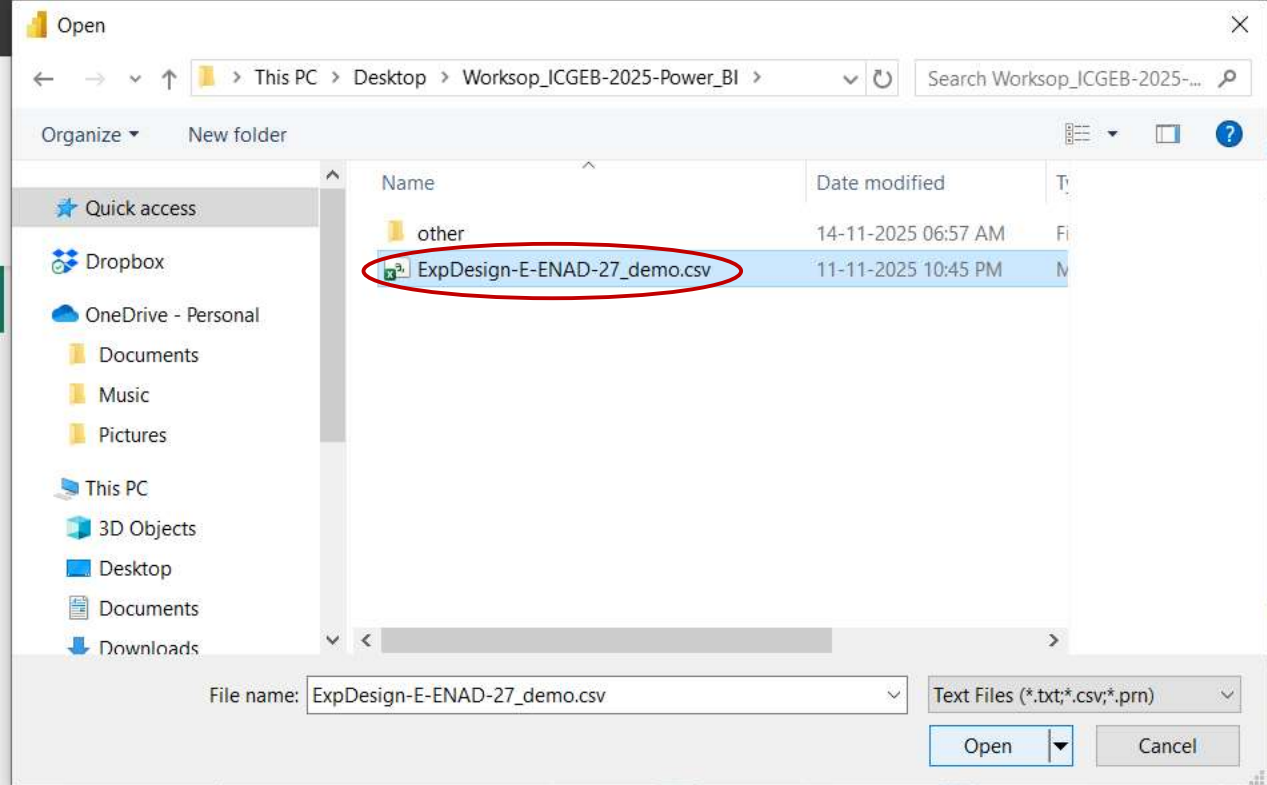 Open
This PC > Desktop > Worksop_ICGEB-2025-Power_BI >
Search Worksop_ICGEB-2025-...
Organize New folder
?
Name Date modified
Quick access
other 14-11-2025 06:57 AM Fi
ExpDesign-E-ENAD-27_demo.csv 11-11-2025 10:45 PM M
Dropbox
OneDrive - Personal
Documents
Music
Pictures
This PC
3D Objects
Desktop
Documents
Downloads
File name: ExpDesign-E-ENAD-27_demo.csv Text Files (*.txt;*.csv;*.prn)
Open Cancel